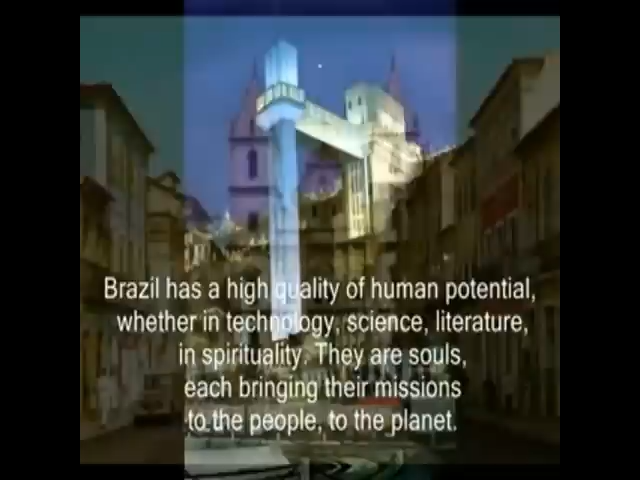 Brazil has a high quality of human potential,
whether in technology, science, literature,
in spirituality. They are souls,
each bringing their missions
to the people, to the planet.